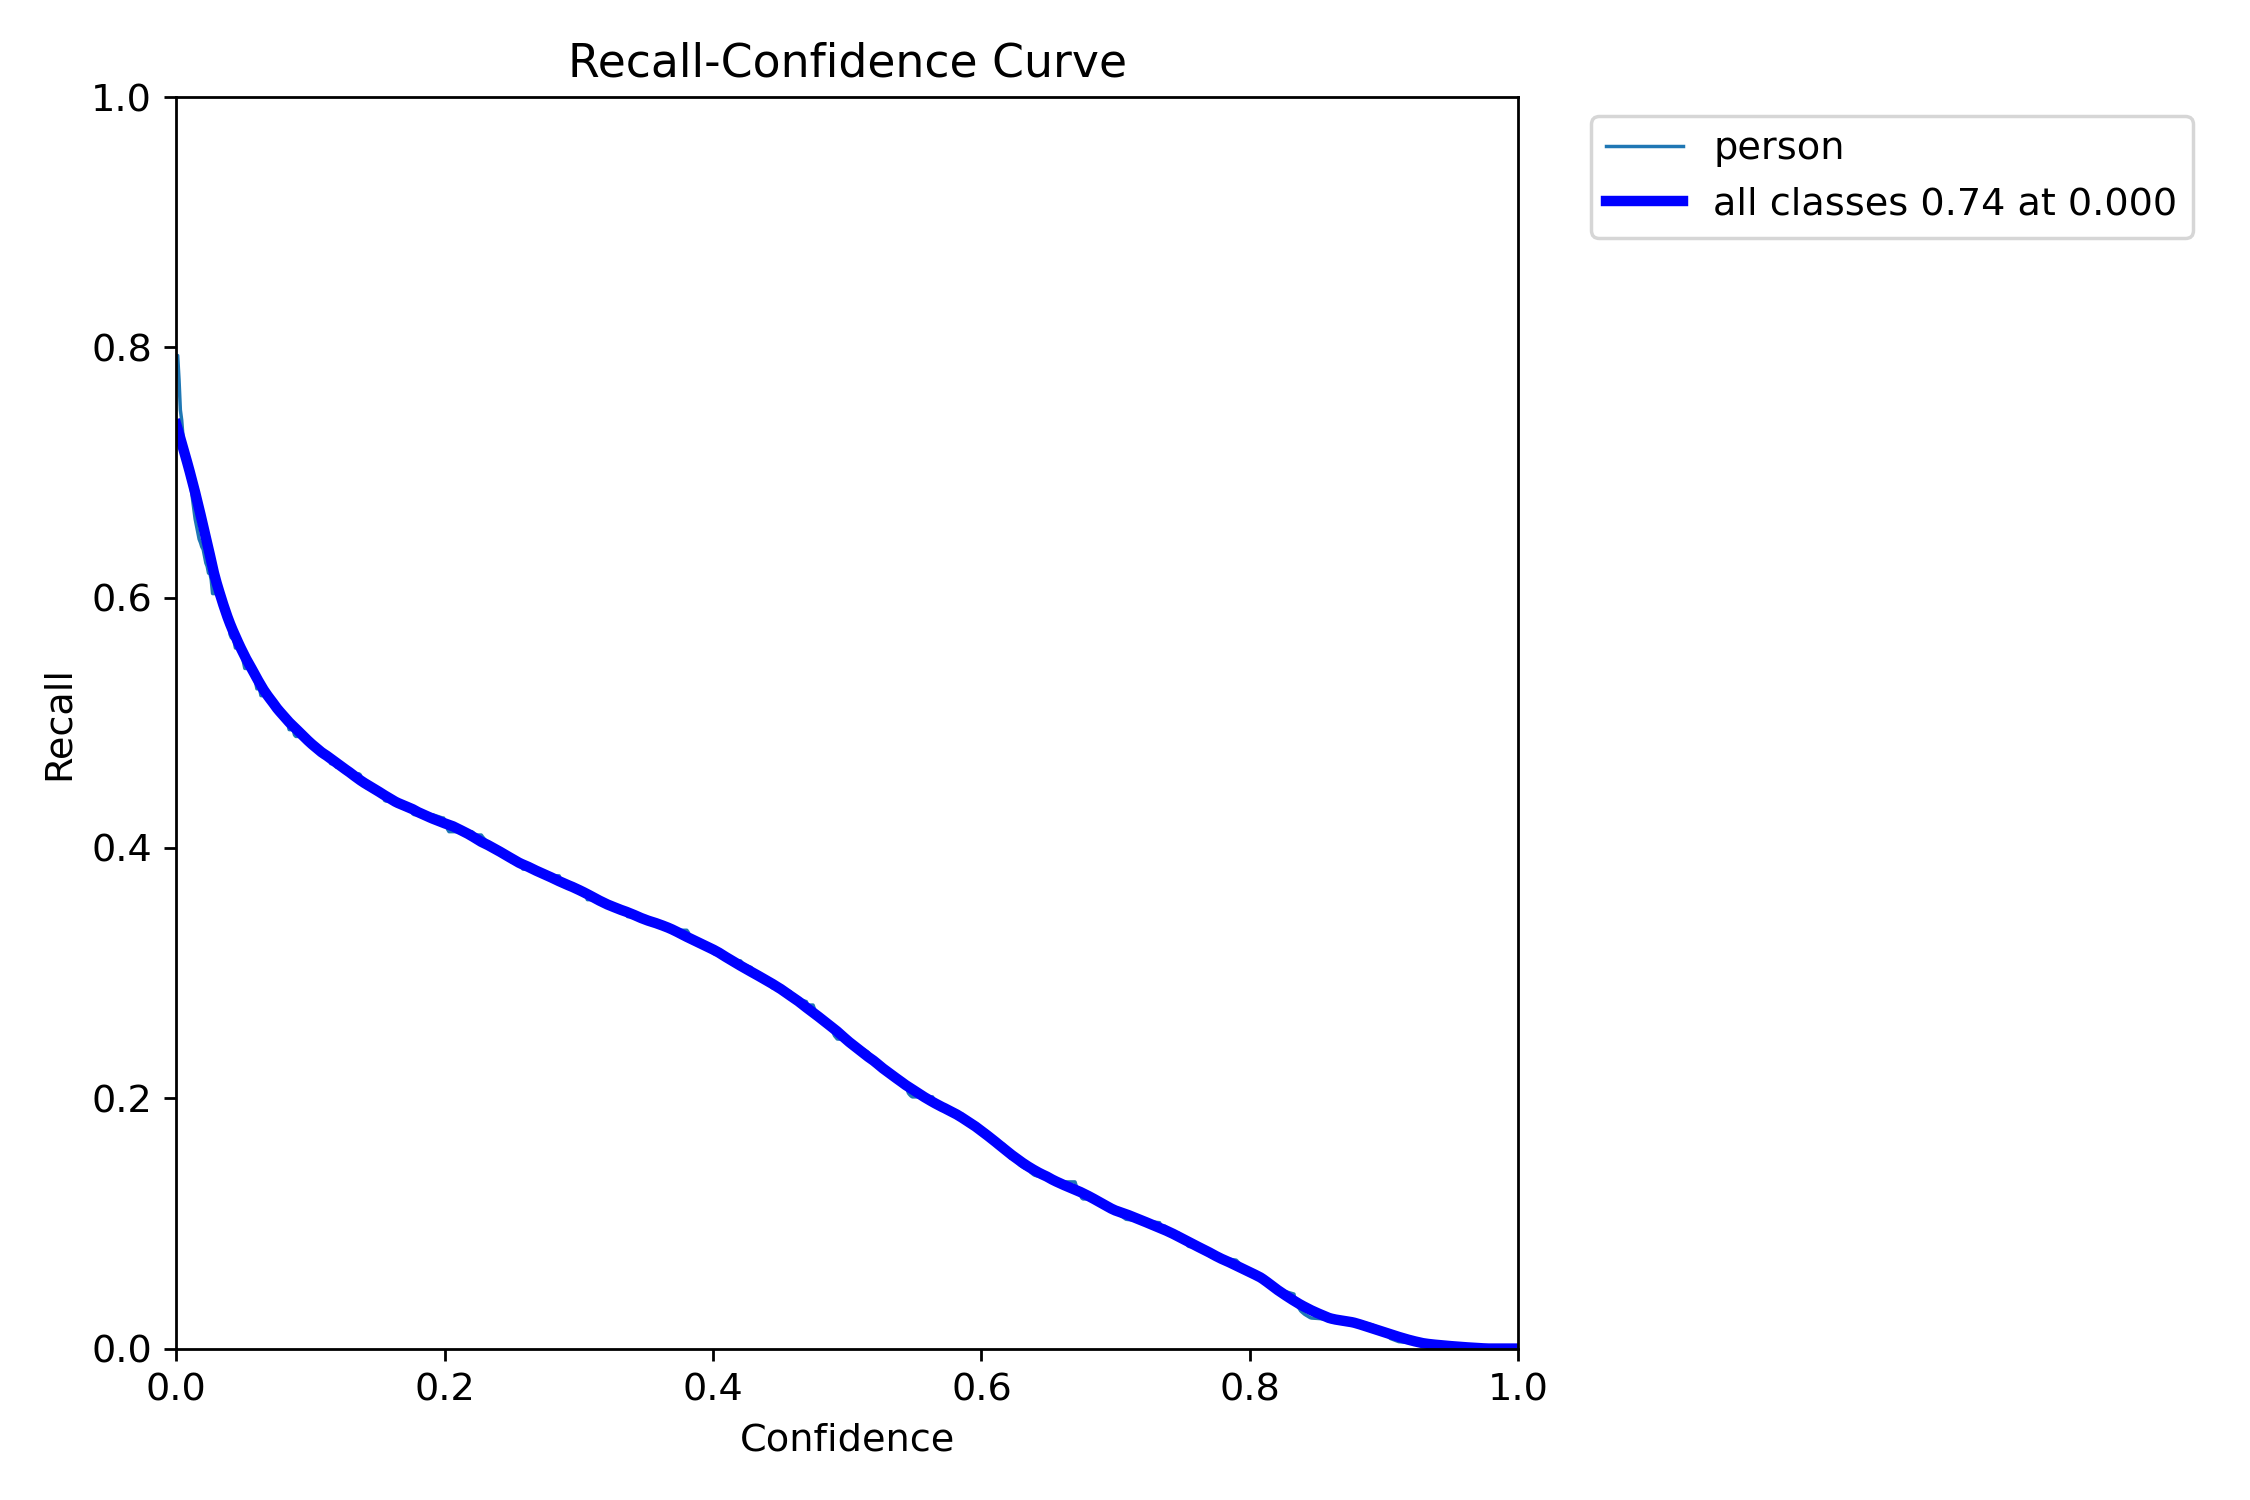 Recall-Confidence Curve
1.0
0.8
0.6
0.4
0.2
0.0
Recall
0.0 0.2 0.4 0.6 0.8 1.0
Confidence
person
all classes 0.74 at 0.000